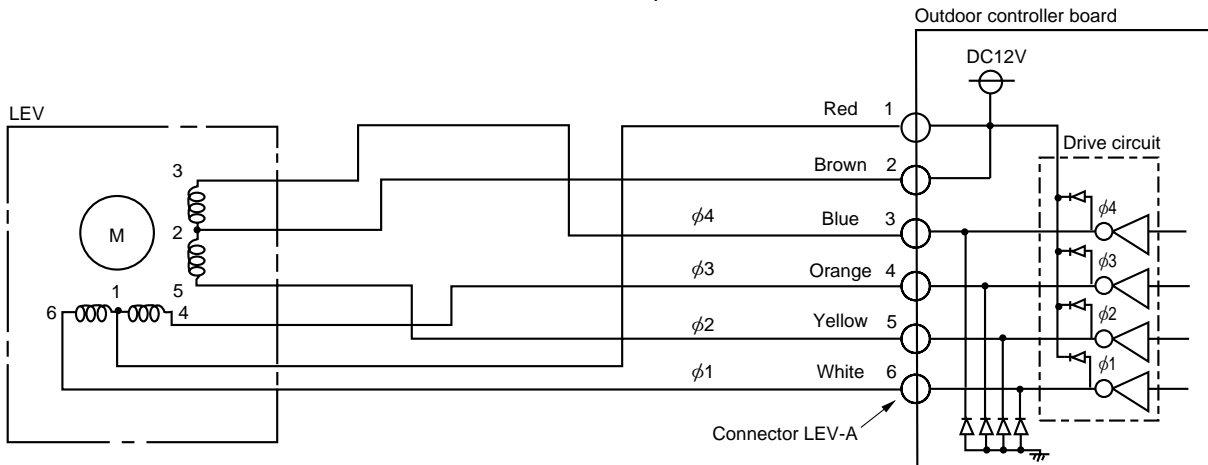 Outdoor controller board
DC12V
LEV
Red 1
Drive circuit
3
Brown 2
ϕ4
ϕ4 Blue 3
M
2
ϕ3
ϕ3 Orange 4
1 5
6 4
ϕ2
ϕ2 Yellow 5
ϕ1
ϕ1 White 6
Connector LEV-A